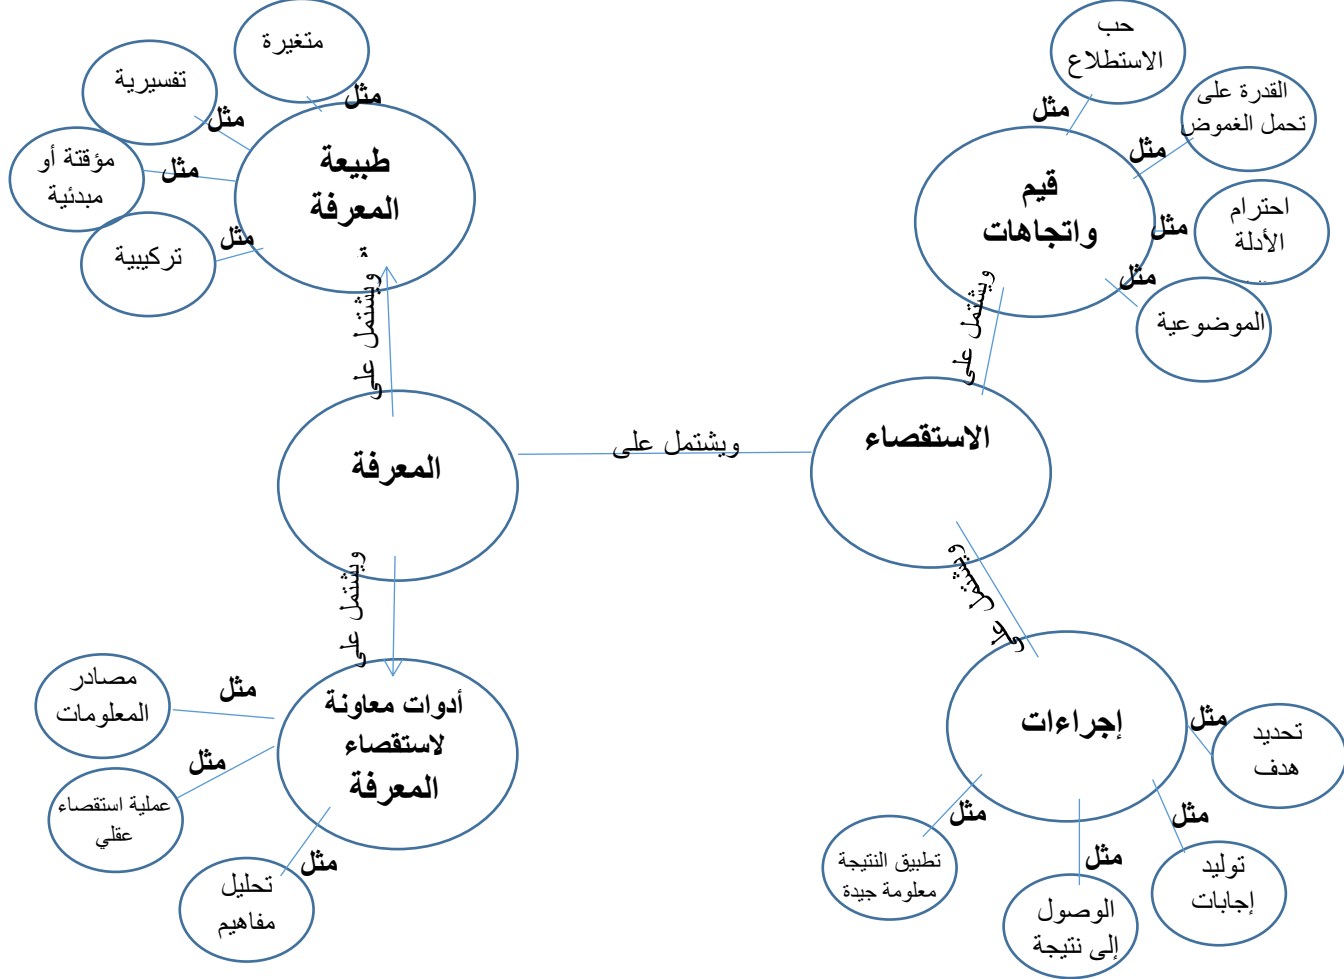 حب
الاستطلاع
مثل
القدرة على
تحمل الغموض
مثل
قيم
واتجاهات
احترام
الأدلة
مثل
مثل
الموضوعية
ويشتمل على
الاستقصاء
ويشتمل على
ويشتمل على
إجراءات
مثل
تحديد
هدف
مثل
توليد
إجابات
مثل
الوصول
إلى نتيجة
مثل
تطبيق النتيجة
معلومة جيدة
متغيرة
مثل
تفسيرية
مثل
مؤقتة أو
مبدئية
مثل
تركيبية
مثل
طبيعة
المعرفة
ويشتمل على
المعرفة
ويشتمل على
أدوات معاونة
لاستقصاء
المعرفة
مصادر
المعلومات
مثل
عملية استقصاء
عقلي
مثل
تحليل
مفاهيم
مثل